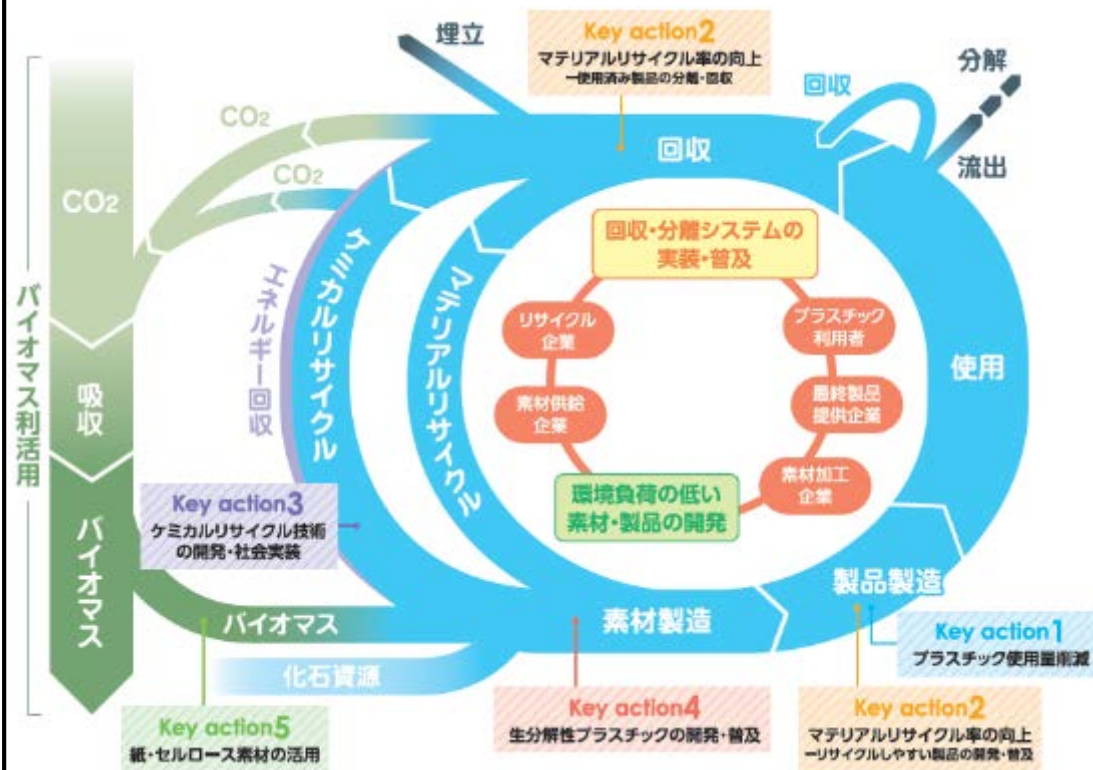 Key action2
マテリアルリサイクル率の向上
ー使用済み製品の分離・回収
埋立
回収
分解
流出
CO2
CO2
CO2
回収
バイオマス利活用
吸収
バイオマス
エネルギー回収
ケミカルリサイクル
マテリアルリサイクル
回収・分離システムの
実装・普及
リサイクル
企業
プラスチック
利用者
素材供給
企業
最終製品
提供企業
素材加工
企業
環境負荷の低い
素材・製品の開発
使用
Key action3
ケミカルリサイクル技術
の開発・社会実装
製品製造
素材製造
バイオマス
化石資源
Key action1
プラスチック使用量削減
Key action5
紙・セルロース素材の活用
Key action4
生分解性プラスチックの開発・普及
Key action2
マテリアルリサイクル率の向上
ーリサイクルしやすい製品の開発・普及